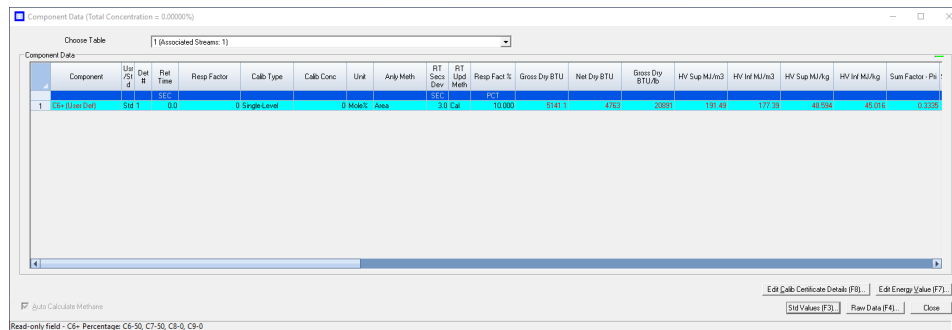 Component Data (Total Concentration = 0.00000%)
Choose Table 1 (Associated Streams: 1)
Component Data
Component Usr/Std Det # Ret Time Resp Factor Calib Type Calib Conc Unit Anly Meth RT Secs Dev RT Upd Meth Resp Fact % Gross Dry BTU Net Dry BTU Gross Dry BTU/lb HV Sup MJ/m3 HV Inf MJ/m3 HV Sup MJ/kg HV Inf MJ/kg Sum Factor - Psi
SEC SEC PCT
1 C6+ (User Def) Std 1 0.0 0 Single-Level 0 Mole% Area 3.0 Cal 10.000 5141.1 4763 20891 191.49 177.39 48.594 45.016 0.3335
Edit Calib Certificate Details (F8)... Edit Energy Value (F7)...
Auto Calculate Methane Std Values (F3)... Raw Data (F4)... Close
Read-only field - C6+ Percentage: C6-50, C7-50, C8-0, C9-0